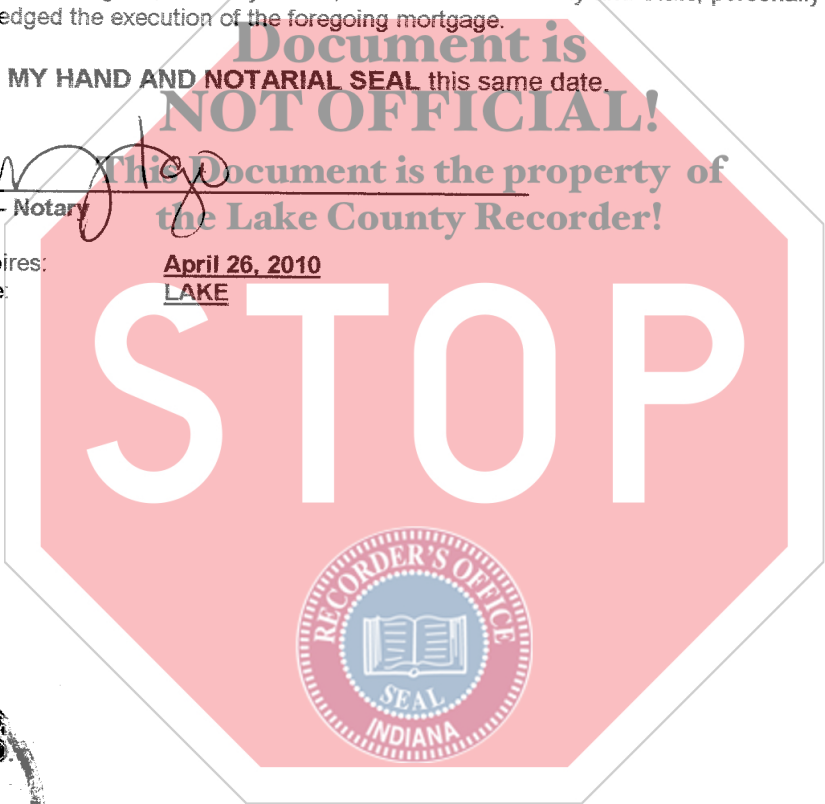 edged the execution of the foregoing mortgage.
Document is
MY HAND AND NOTARIAL SEAL this same date.
NOT OFFICIAL!
This Document is the property of
- Notary
the Lake County Recorder!
ires: April 26, 2010
LAKE
STOP
RECORDER'S OFFICE
SEAL
INDIANA